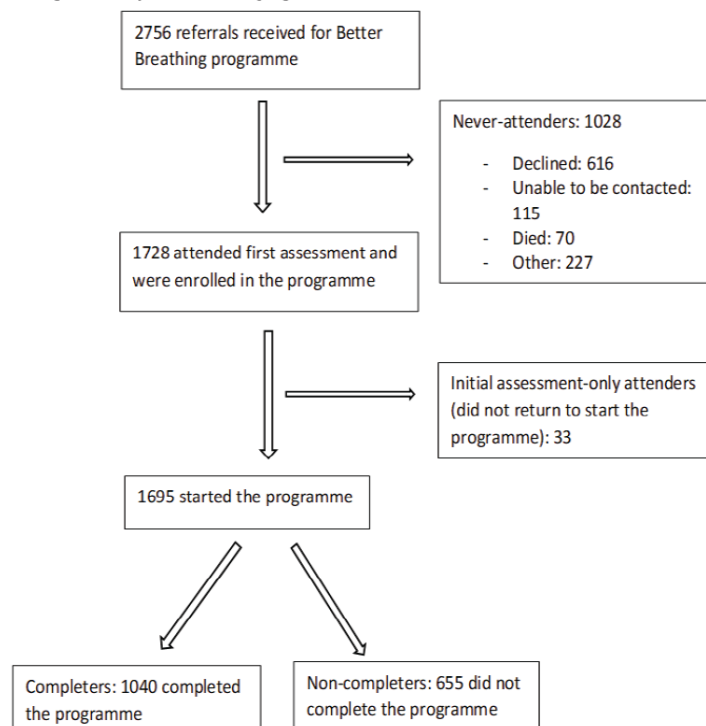 2756 referrals received for Better
Breathing programme
Never-attenders: 1028
- Declined: 616
- Unable to be contacted:
115
- Died: 70
- Other: 227
1728 attended first assessment and
were enrolled in the programme
Initial assessment-only attenders
(did not return to start the
programme): 33
1695 started the programme
Completers: 1040 completed
the programme
Non-completers: 655 did not
complete the programme